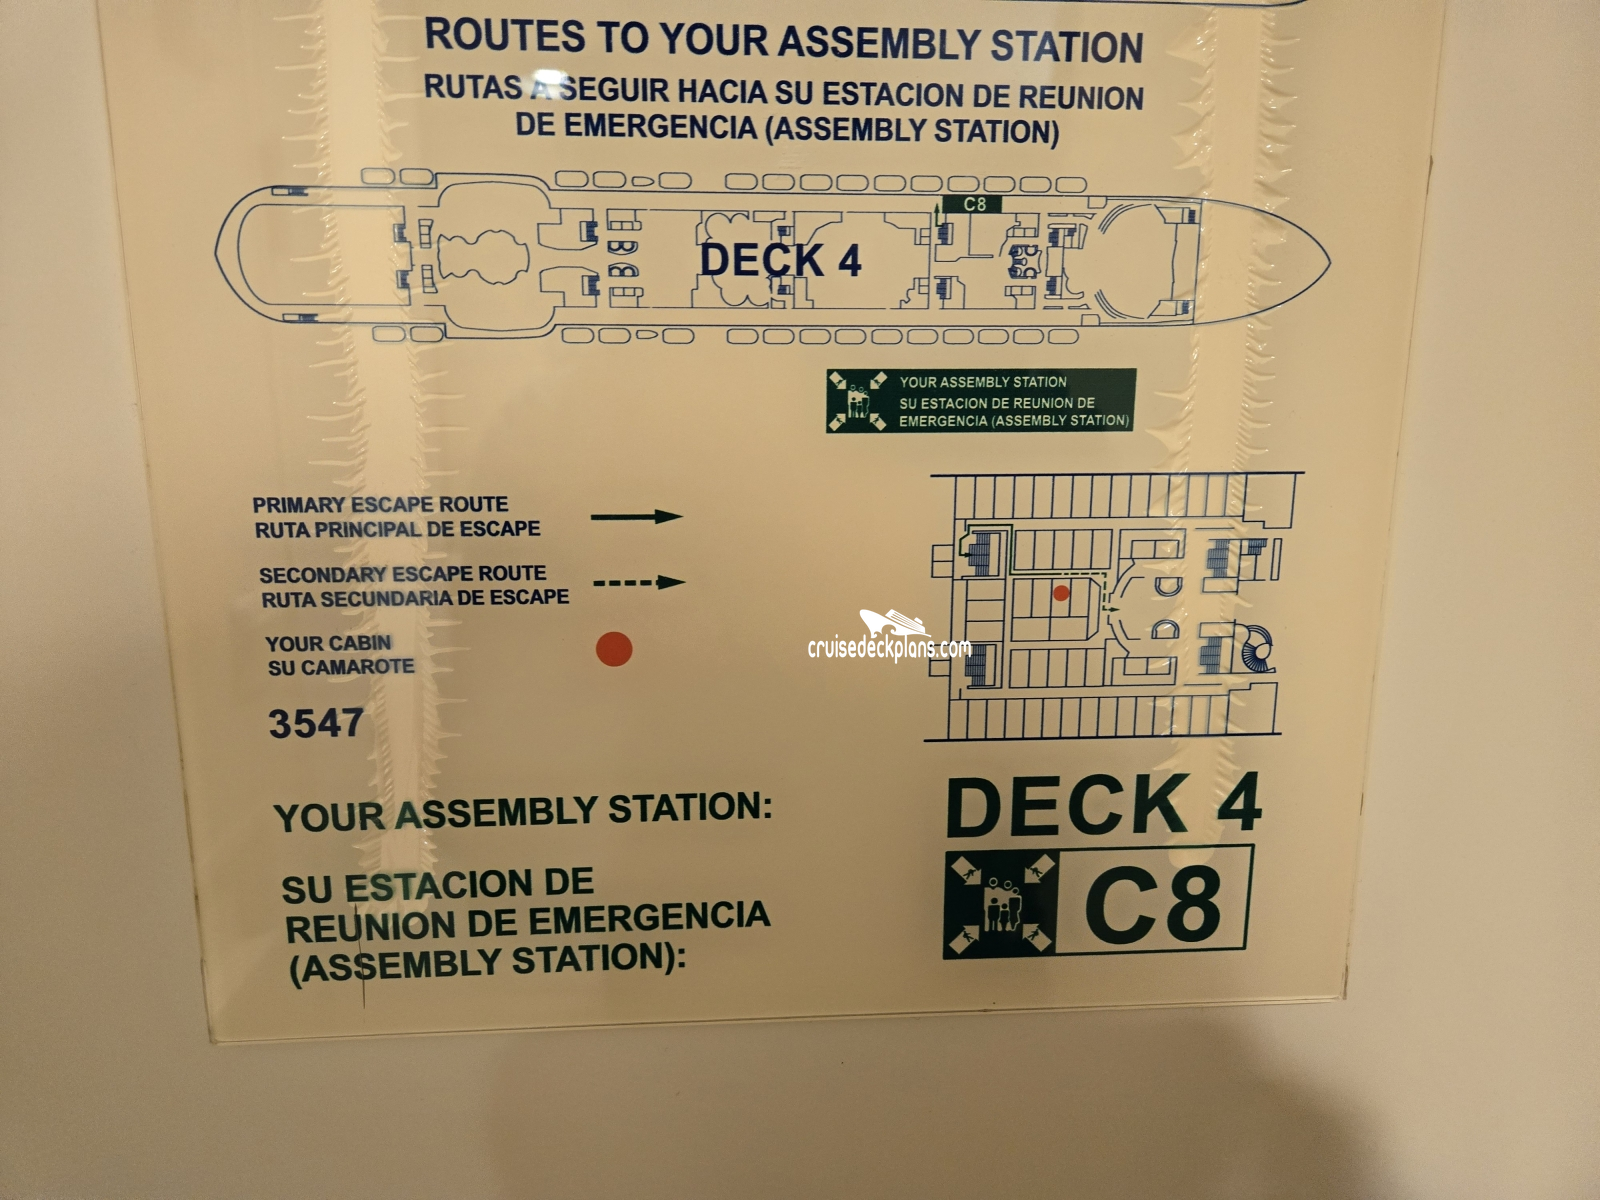 ROUTES TO YOUR ASSEMBLY STATION
RUTAS A SEGUIR HACIA SU ESTACION DE REUNION
DE EMERGENCIA (ASSEMBLY STATION)
C8
DECK 4
YOUR ASSEMBLY STATION
SU ESTACION DE REUNION DE
EMERGENCIA (ASSEMBLY STATION)
PRIMARY ESCAPE ROUTE
RUTA PRINCIPAL DE ESCAPE
SECONDARY ESCAPE ROUTE
RUTA SECUNDARIA DE ESCAPE
YOUR CABIN
SU CAMAROTE
3547
cruisedeckplans.com
YOUR ASSEMBLY STATION:
SU ESTACION DE
REUNION DE EMERGENCIA
(ASSEMBLY STATION):
DECK 4
C8